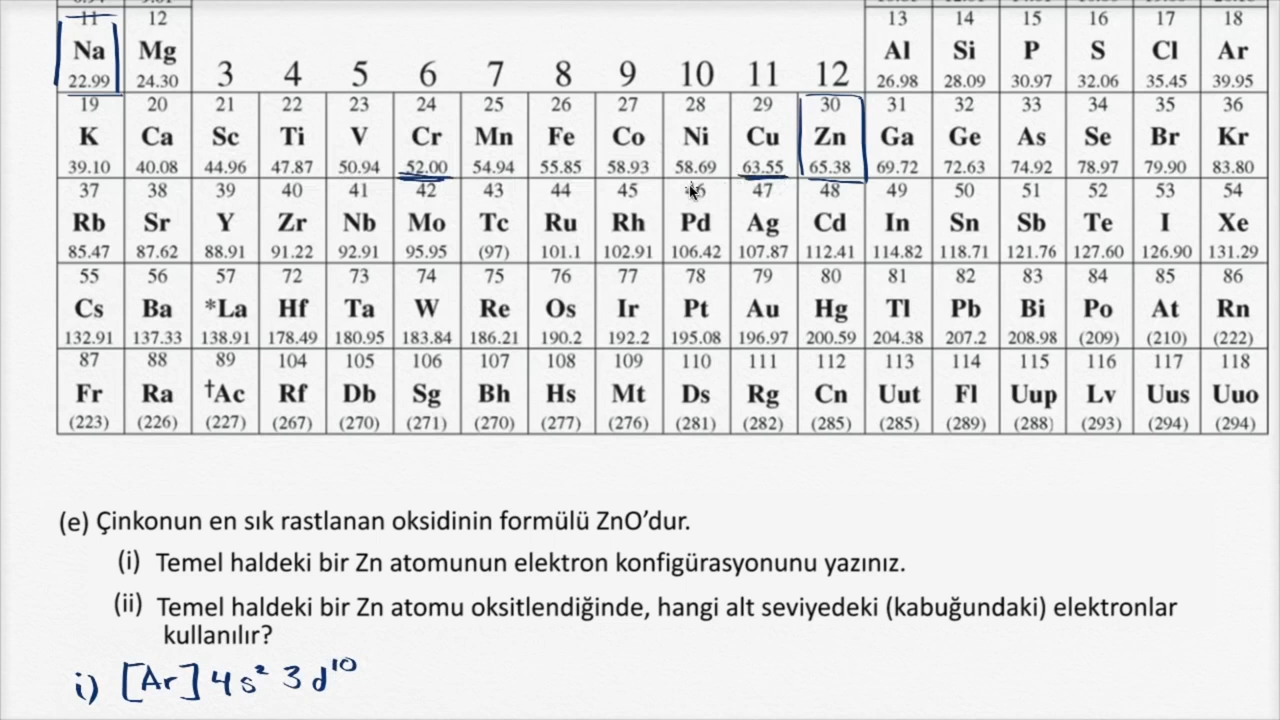 11 12 13 14 15 16 17 18
Na Mg Al Si P S Cl Ar
22.99 24.30 3 4 5 6 7 8 9 10 11 12 26.98 28.09 30.97 32.06 35.45 39.95
19 20 21 22 23 24 25 26 27 28 29 30 31 32 33 34 35 36
K Ca Sc Ti V Cr Mn Fe Co Ni Cu Zn Ga Ge As Se Br Kr
39.10 40.08 44.96 47.87 50.94 52.00 54.94 55.85 58.93 58.69 63.55 65.38 69.72 72.63 74.92 78.97 79.90 83.80
37 38 39 40 41 42 43 44 45 46 47 48 49 50 51 52 53 54
Rb Sr Y Zr Nb Mo Tc Ru Rh Pd Ag Cd In Sn Sb Te I Xe
85.47 87.62 88.91 91.22 92.91 95.95 (97) 101.1 102.91 106.42 107.87 112.41 114.82 118.71 121.76 127.60 126.90 131.29
55 56 57 72 73 74 75 76 77 78 79 80 81 82 83 84 85 86
Cs Ba *La Hf Ta W Re Os Ir Pt Au Hg Tl Pb Bi Po At Rn
132.91 137.33 138.91 178.49 180.95 183.84 186.21 190.2 192.2 195.08 196.97 200.59 204.38 207.2 208.98 (209) (210) (222)
87 88 89 104 105 106 107 108 109 110 111 112 113 114 115 116 117 118
Fr Ra †Ac Rf Db Sg Bh Hs Mt Ds Rg Cn Uut Fl Uup Lv Uus Uuo
(223) (226) (227) (267) (270) (271) (270) (277) (276) (281) (282) (285) (285) (289) (288) (293) (294) (294)
(e) Çinkonun en sık rastlanan oksidinin formülü ZnO’dur.
(i) Temel haldeki bir Zn atomunun elektron konfigürasyonunu yazınız.
(ii) Temel haldeki bir Zn atomu oksitlendiğinde, hangi alt seviyedeki (kabuğundaki) elektronlar
kullanılır?
i) [Ar] 4s² 3d¹⁰